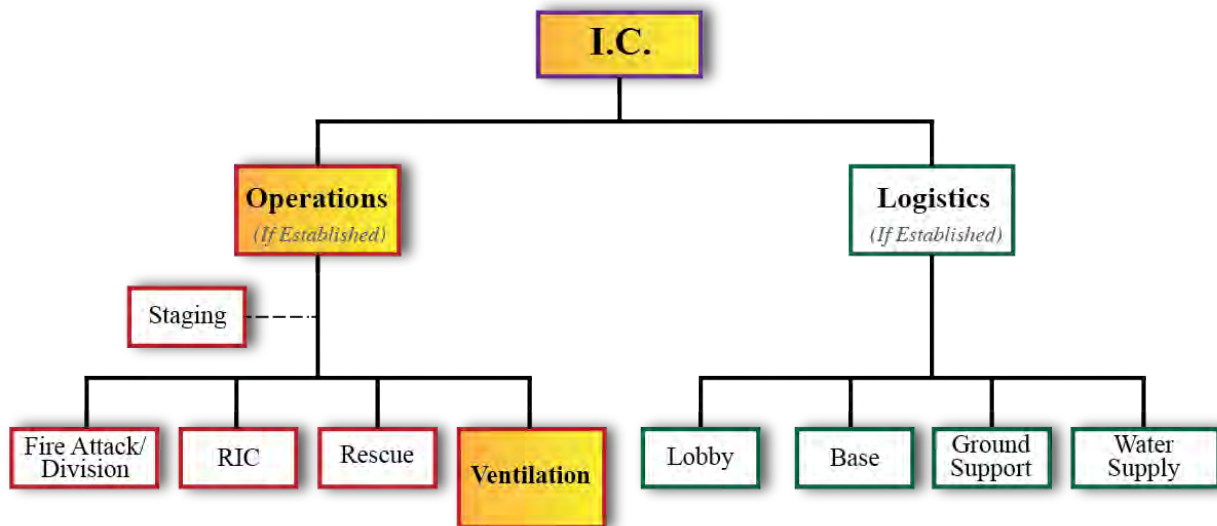 I.C.
Operations
(If Established)
Logistics
(If Established)
Staging
Fire Attack/
Division
RIC
Rescue
Ventilation
Lobby
Base
Ground
Support
Water
Supply